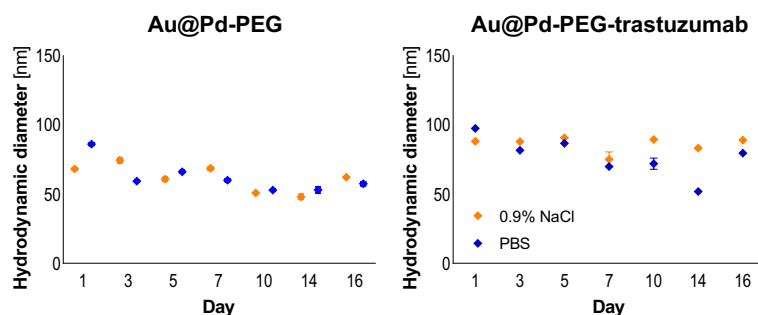 Au@Pd-PEG
Hydrodynamic diameter [nm]
150
100
50
0
1 3 5 7 10 14 16
Day
Au@Pd-PEG-trastuzumab
Hydrodynamic diameter [nm]
150
100
50
0
0.9% NaCl
PBS
1 3 5 7 10 14 16
Day